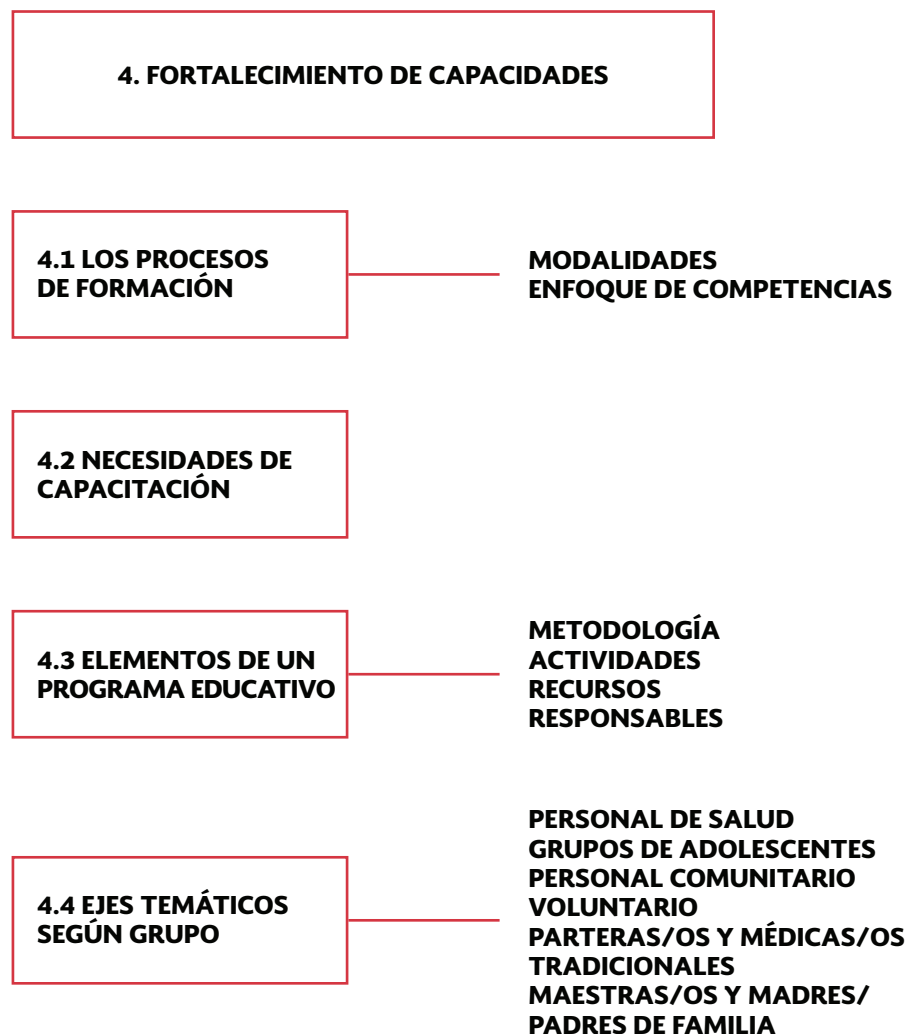 4. FORTALECIMIENTO DE CAPACIDADES
4.1 LOS PROCESOS
DE FORMACIÓN
MODALIDADES
ENFOQUE DE COMPETENCIAS
4.2 NECESIDADES DE
CAPACITACIÓN
4.3 ELEMENTOS DE UN
PROGRAMA EDUCATIVO
METODOLOGÍA
ACTIVIDADES
RECURSOS
RESPONSABLES
4.4 EJES TEMÁTICOS
SEGÚN GRUPO
PERSONAL DE SALUD
GRUPOS DE ADOLESCENTES
PERSONAL COMUNITARIO
VOLUNTARIO
PARTERAS/OS Y MÉDICAS/OS
TRADICIONALES
MAESTRAS/OS Y MADRES/
PADRES DE FAMILIA